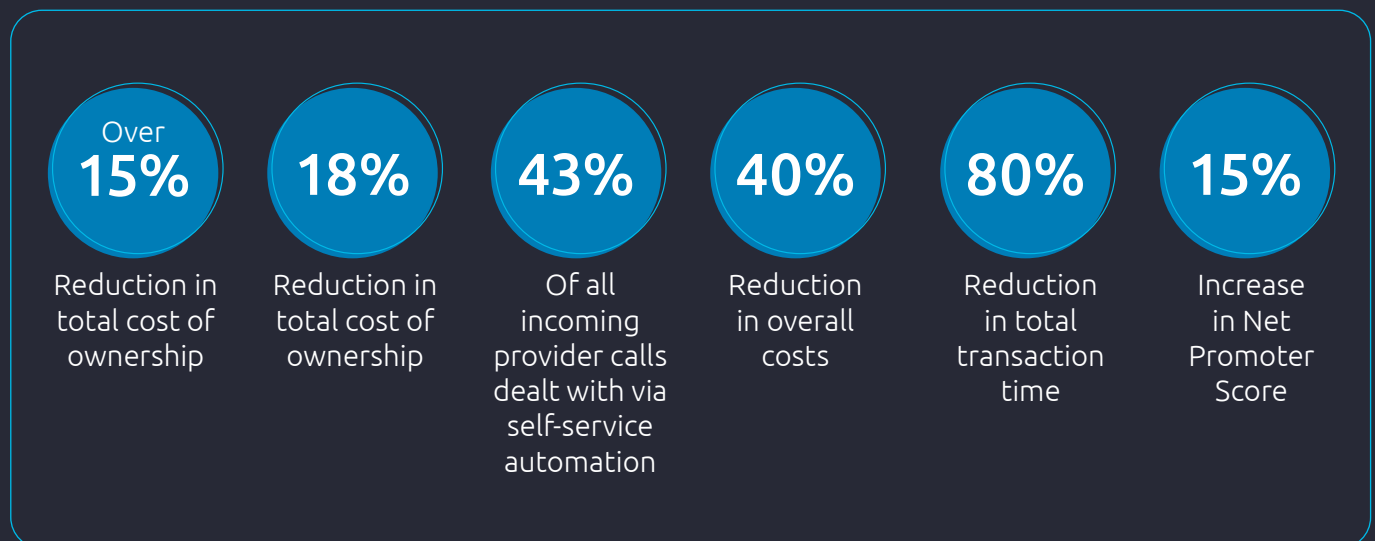 Over
15%
Reduction in
total cost of
ownership
18%
Reduction in
total cost of
ownership
43%
Of all
incoming
provider calls
dealt with via
self-service
automation
40%
Reduction
in overall
costs
80%
Reduction
in total
transaction
time
15%
Increase
in Net
Promoter
Score